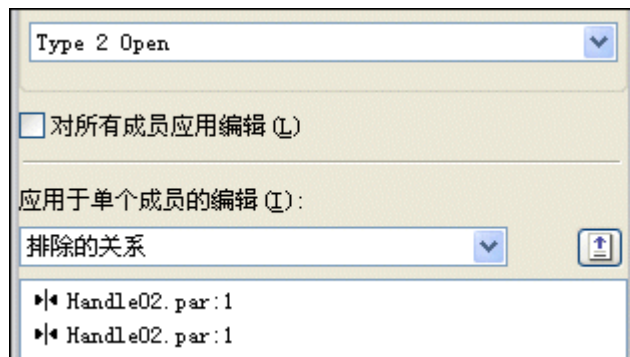 Type 2 Open
对所有成员应用编辑(L)
应用于单个成员的编辑(I):
排除的关系
Handle02.par:1
Handle02.par:1